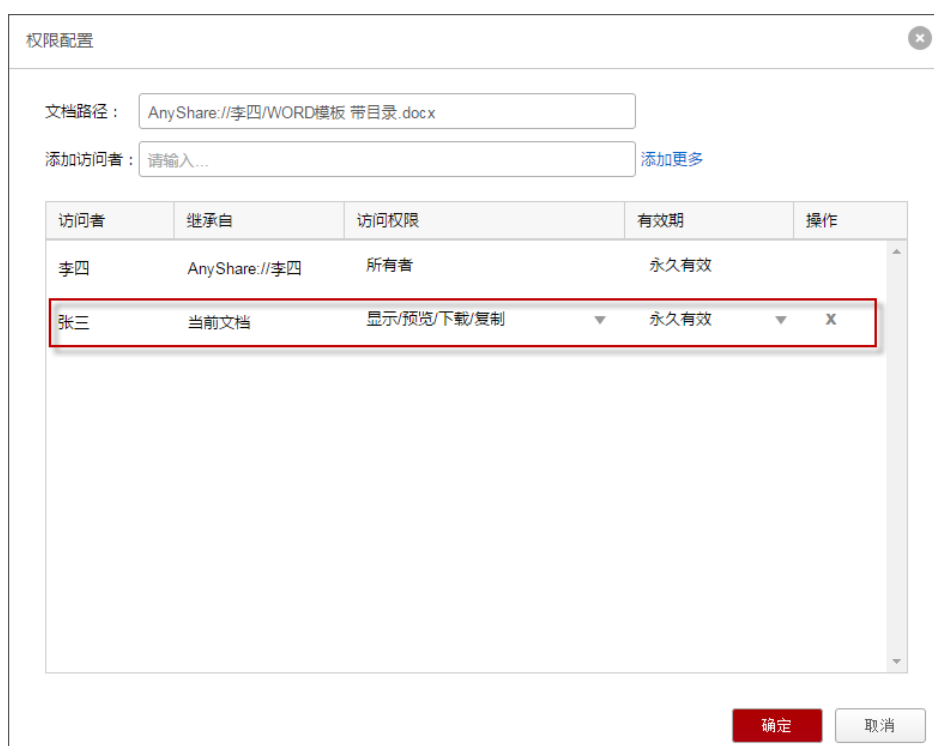 权限配置
文档路径： AnyShare://李四/WORD模板 带目录.docx
添加访问者： 请输入... 添加更多
访问者 继承自 访问权限 有效期 操作
李四 AnyShare://李四 所有者 永久有效
张三 当前文档 显示/预览/下载/复制 永久有效 X
确定 取消